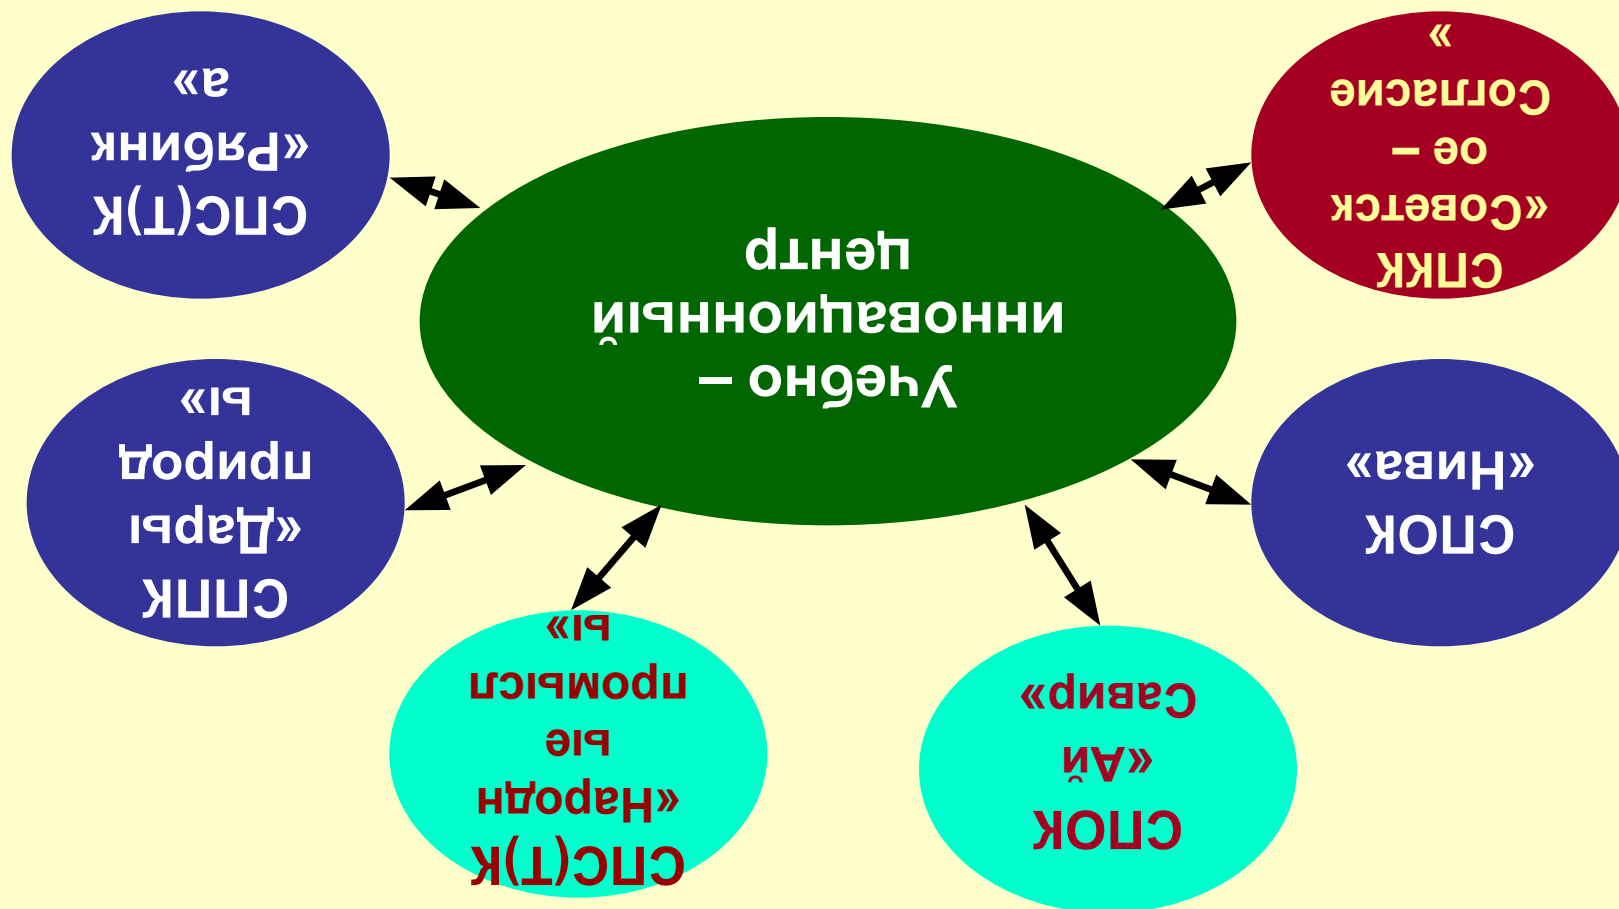 СПС(Т)К
«Рябинк
а»
Учебно –
инновационный
центр
СПКК
«Советск
ое –
Согласие
»
СППК
«Дары
природ
ы»
СПОК
«Нива»
СПС(Т)К
«Народн
ые
промысл
ы»
СПОК
«Ай
Савир»